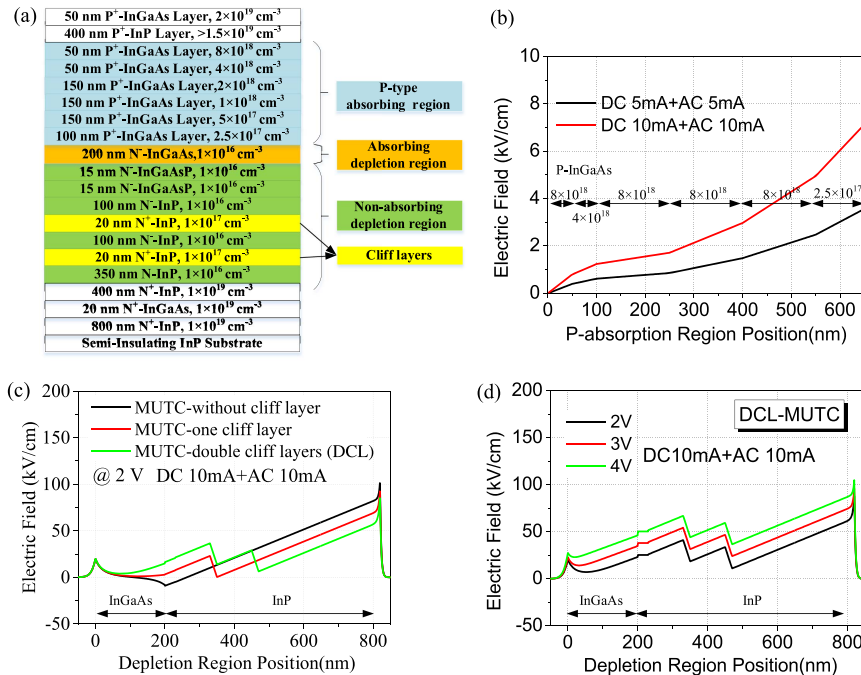 (a)
50 nm P⁺-InGaAs Layer, 2×10¹⁹ cm⁻³
400 nm P⁺-InP Layer, >1.5×10¹⁹ cm⁻³
50 nm P⁺-InGaAs Layer, 8×10¹⁸ cm⁻³
50 nm P⁺-InGaAs Layer, 4×10¹⁸ cm⁻³
150 nm P⁺-InGaAs Layer,2×10¹⁸ cm⁻³
150 nm P⁺-InGaAs Layer, 1×10¹⁸ cm⁻³
150 nm P⁺-InGaAs Layer, 5×10¹⁷ cm⁻³
100 nm P⁺-InGaAs Layer, 2.5×10¹⁷ cm⁻³
200 nm N⁻-InGaAs,1×10¹⁶ cm⁻³
15 nm N⁻-InGaAsP, 1×10¹⁶ cm⁻³
15 nm N⁻-InGaAsP, 1×10¹⁶ cm⁻³
100 nm N⁻-InP, 1×10¹⁶ cm⁻³
20 nm N⁺-InP, 1×10¹⁷ cm⁻³
100 nm N⁻-InP, 1×10¹⁶ cm⁻³
20 nm N⁺-InP, 1×10¹⁷ cm⁻³
350 nm N-InP, 1×10¹⁶ cm⁻³
400 nm N⁺-InP, 1×10¹⁹ cm⁻³
20 nm N⁺-InGaAs, 1×10¹⁹ cm⁻³
800 nm N⁺-InP, 1×10¹⁹ cm⁻³
Semi-Insulating InP Substrate
P-type
absorbing region
Absorbing
depletion region
Non-absorbing
depletion region
Cliff layers
(b)
Electric Field (kV/cm)
10
8
6
4
2
0
DC 5mA+AC 5mA
DC 10mA+AC 10mA
P-InGaAs
8×10¹⁸
4×10¹⁸
8×10¹⁸
8×10¹⁸
8×10¹⁸
2.5×10¹⁷
0 100 200 300 400 500 600
P-absorption Region Position(nm)
(c)
Electric Field (kV/cm)
200
150
100
50
0
-50
MUTC-without cliff layer
MUTC-one cliff layer
MUTC-double cliff layers (DCL)
@ 2 V DC 10mA+AC 10mA
InGaAs
InP
0 200 400 600 800
Depletion Region Position(nm)
(d)
Electric Field (kV/cm)
200
150
100
50
0
-50
DCL-MUTC
2V
3V
4V
DC10mA+AC 10mA
InGaAs
InP
0 200 400 600 800
Depletion Region Position(nm)